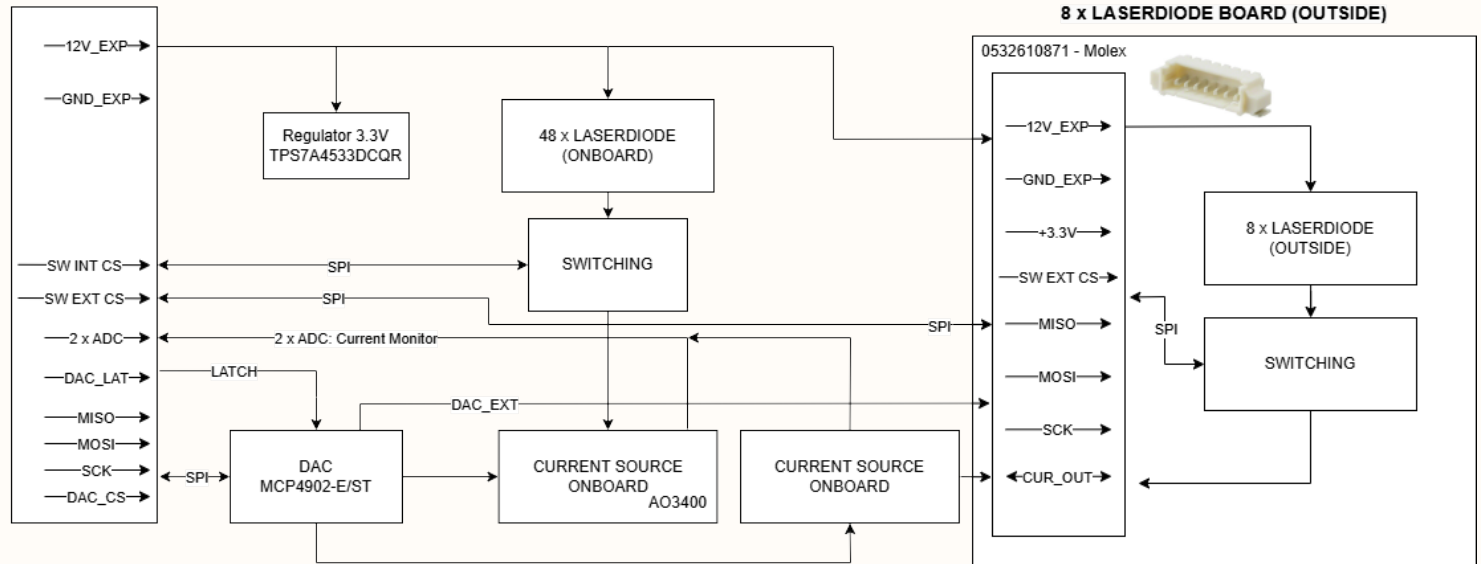 8 x LASERDIODE BOARD (OUTSIDE)
12V_EXP
GND_EXP
SW INT CS
SW EXT CS
2 x ADC
DAC_LAT
MISO
MOSI
SCK
DAC_CS
Regulator 3.3V
TPS7A4533DCQR
48 x LASERDIODE
(ONBOARD)
SWITCHING
SPI
SPI
SPI
2 x ADC: Current Monitor
LATCH
DAC_EXT
SPI
DAC
MCP4902-E/ST
CURRENT SOURCE
ONBOARD
AO3400
CURRENT SOURCE
ONBOARD
0532610871 - Molex
12V_EXP
GND_EXP
+3.3V
SW EXT CS
MISO
MOSI
SCK
CUR_OUT
8 x LASERDIODE
(OUTSIDE)
SPI
SWITCHING